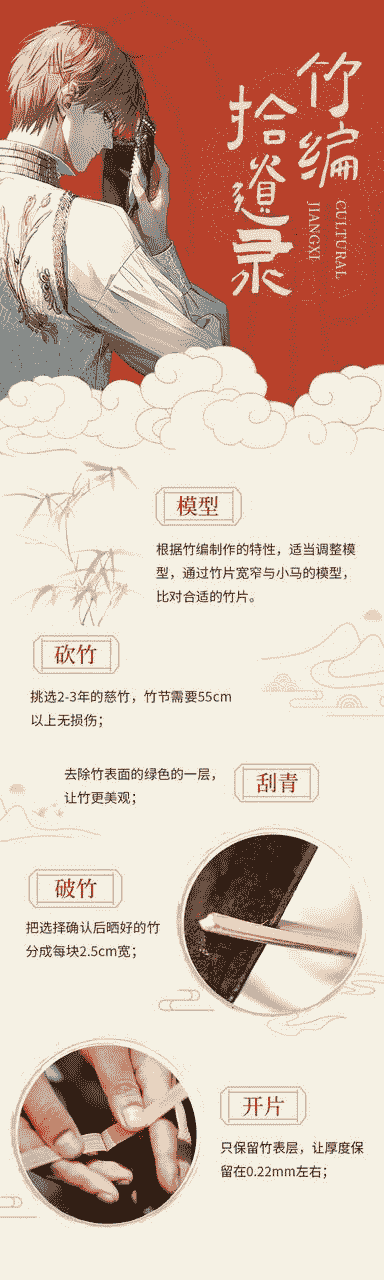 竹编
拾遗录
CULTURAL
JIANGXI
模型
根据竹编制作的特性，适当调整模
型，通过竹片宽窄与小马的模型，
比对合适的竹片。
砍竹
挑选2-3年的慈竹，竹节需要55cm
以上无损伤；
去除竹表面的绿色的一层，
让竹更美观；
刮青
破竹
把选择确认后晒好的竹
分成每块2.5cm宽；
开片
只保留竹表层，让厚度保
留在0.22mm左右；